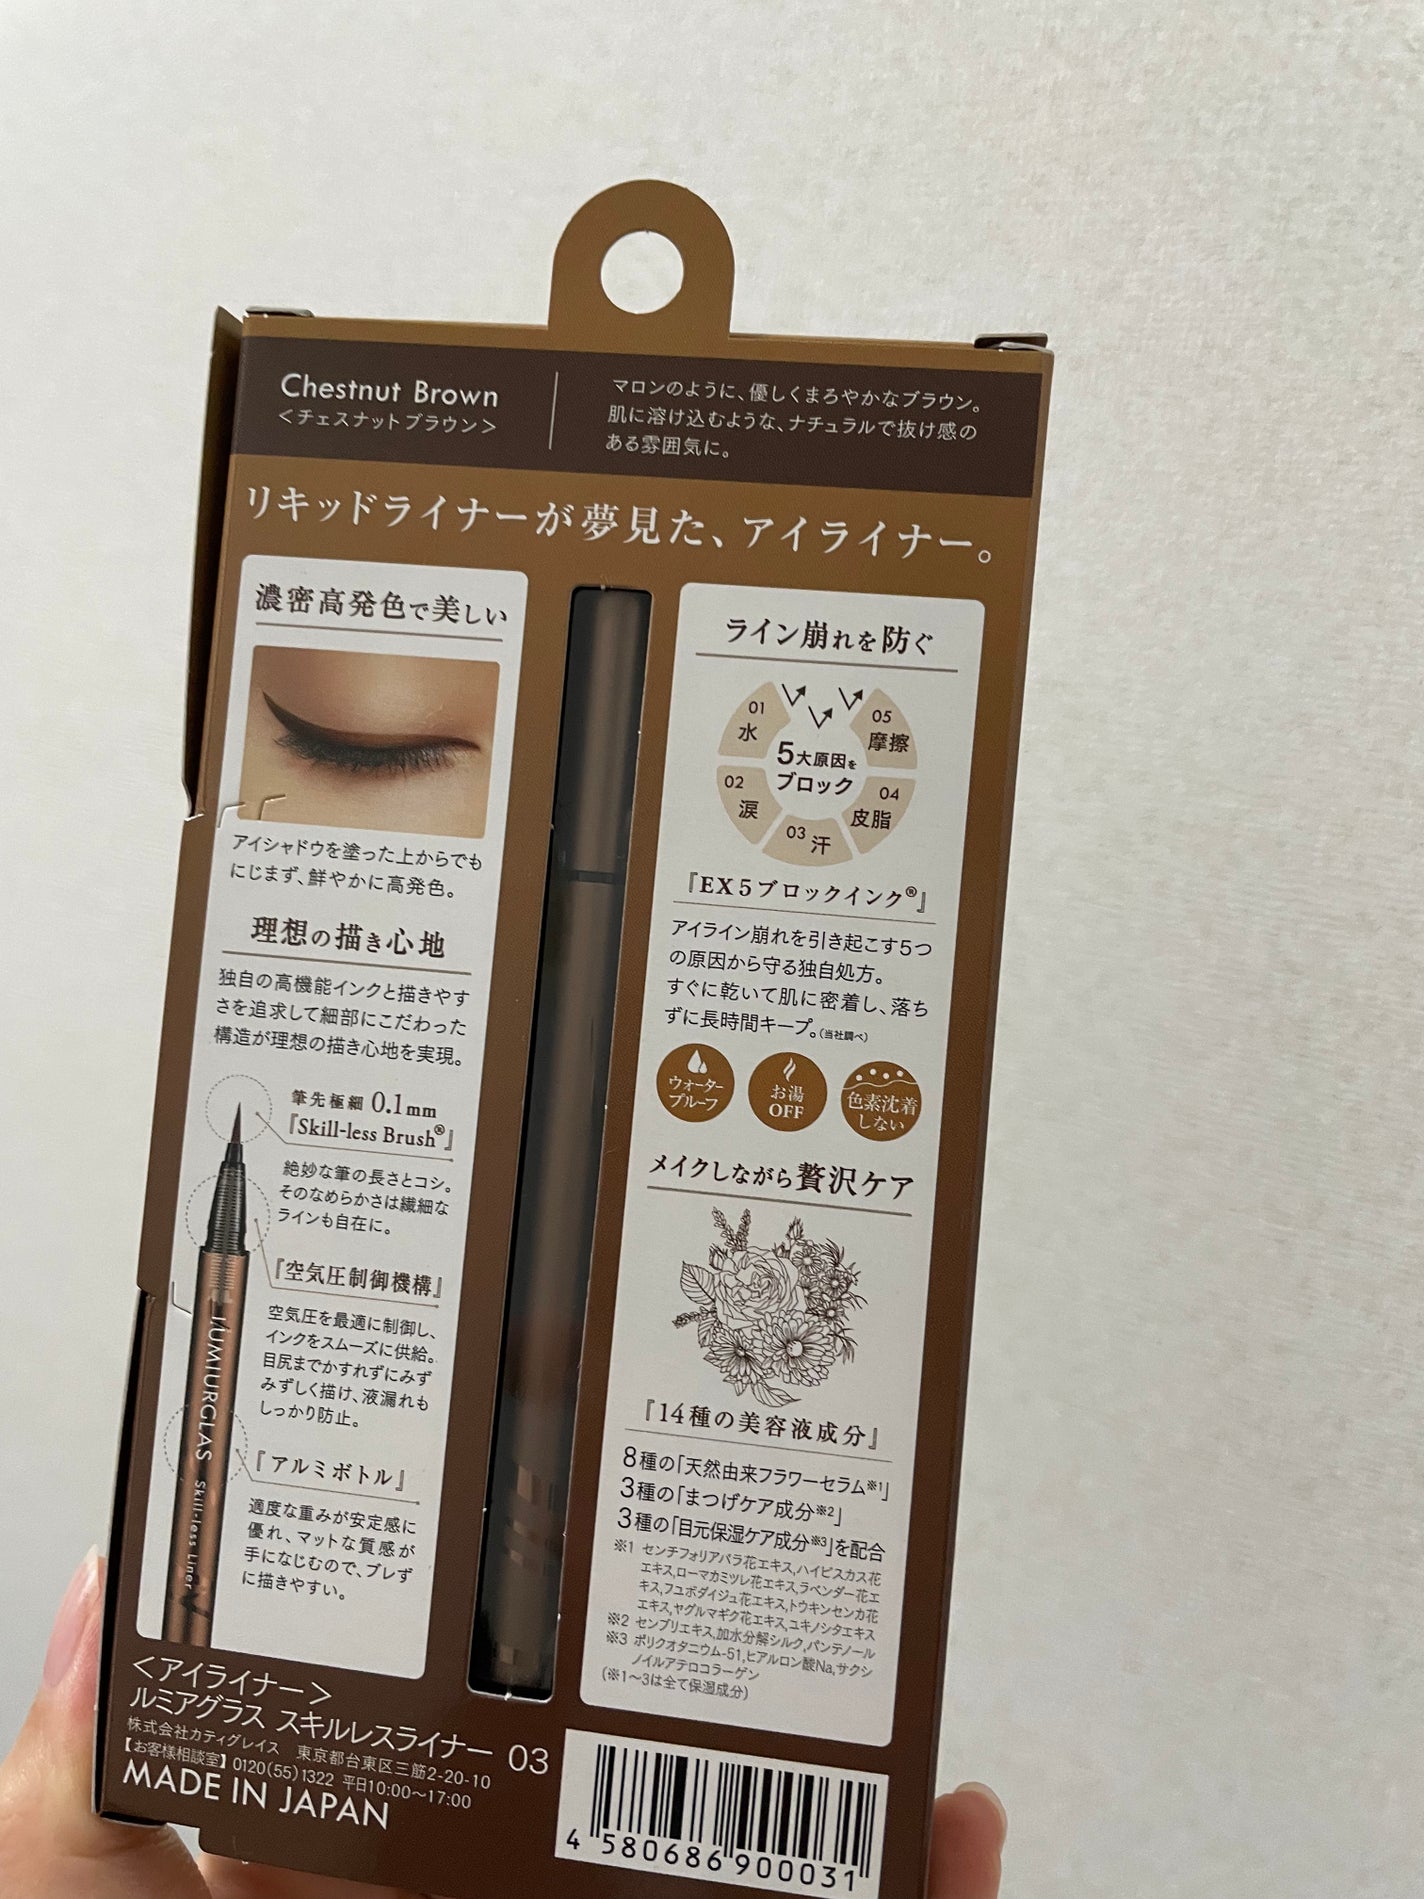 Chestnut Brown
＜チェスナットブラウン＞
マロンのように、優しくまろやかなブラウン。
肌に溶け込むような、ナチュラルで抜け感の
ある雰囲気に。
リキッドライナーが夢見た、アイライナー。
濃密高発色で美しい
アイシャドウを塗った上からでも
にじまず、鮮やかに高発色。
理想の描き心地
独自の高機能インクと描きやす
さを追求して細部にこだわった
構造が理想の描き心地を実現。
筆先極細 0.1mm
『Skill-less Brush®』
絶妙な筆の長さとコシ。
そのなめらかさは繊細な
ラインも自在に。
『空気圧制御機構』
空気圧を最適に制御し、
インクをスムーズに供給。
目尻までかすれずにみず
みずしく描け、液漏れも
しっかり防止。
『アルミボトル』
適度な重みが安定感に
優れ、マットな質感が
手になじむので、ブレず
に描きやすい。
LUMIURGLAS Skill-less Liner
ライン崩れを防ぐ
01
水
02
涙
03 汗
04
皮脂
05
摩擦
5大原因を
ブロック
『EX5ブロックインク®』
アイライン崩れを引き起こす5つ
の原因から守る独自処方。
すぐに乾いて肌に密着し、落ち
ずに長時間キープ。(当社調べ)
ウォーター
プルーフ
お湯
OFF
色素沈着
しない
メイクしながら贅沢ケア
『14種の美容液成分』
8種の「天然由来フラワーセラム※1」
3種の「まつげケア成分※2」
3種の「目元保湿ケア成分※3」を配合
※1 センチフォリアバラ花エキス,ハイビスカス花
エキス,ローマカミツレ花エキス,ラベンダー花エ
キス,フユボダイジュ花エキス,トウキンセンカ花
エキス,ヤグルマギク花エキス,ユキノシタエキス
※2 センブリエキス,加水分解シルク,パンテノール
※3 ポリクオタニウム-51,ヒアルロン酸Na,サクシ
ノイルアテロコラーゲン
(※1〜3は全て保湿成分)
＜アイライナー＞
ルミアグラス スキルレスライナー 03
株式会社カティグレイス 東京都台東区三筋2-20-10
【お客様相談室】0120(55)1322 平日10:00〜17:00
MADE IN JAPAN
4 580686 900031